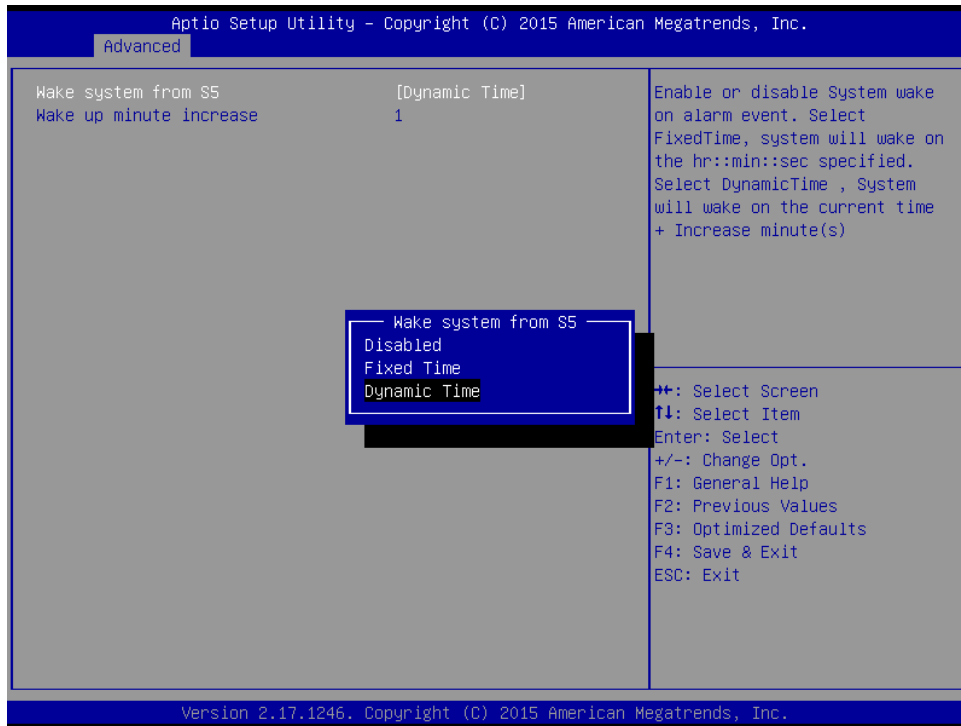 Aptio Setup Utility – Copyright (C) 2015 American Megatrends, Inc.
Advanced
Wake system from S5 [Dynamic Time]
Wake up minute increase 1
Enable or disable System wake
on alarm event. Select
FixedTime, system will wake on
the hr::min::sec specified.
Select DynamicTime , System
will wake on the current time
+ Increase minute(s)
Wake system from S5
Disabled
Fixed Time
Dynamic Time
→←: Select Screen
↑↓: Select Item
Enter: Select
+/-: Change Opt.
F1: General Help
F2: Previous Values
F3: Optimized Defaults
F4: Save & Exit
ESC: Exit
Version 2.17.1246. Copyright (C) 2015 American Megatrends, Inc.